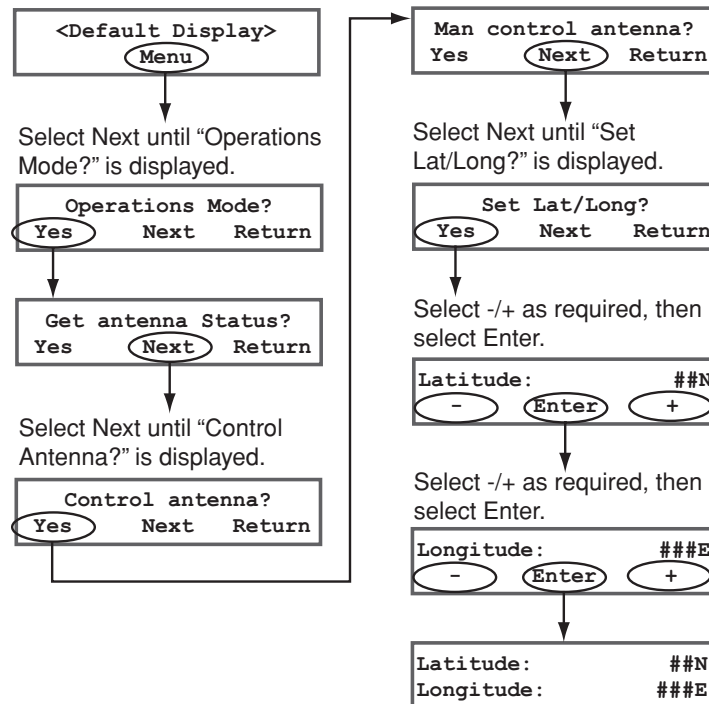 <Default Display>
Menu
Select Next until “Operations
Mode?” is displayed.
Operations Mode?
Yes Next Return
Get antenna Status?
Yes Next Return
Select Next until “Control
Antenna?” is displayed.
Control antenna?
Yes Next Return
Man control antenna?
Yes Next Return
Select Next until “Set
Lat/Long?” is displayed.
Set Lat/Long?
Yes Next Return
Select -/+ as required, then
select Enter.
Latitude: ##N
- Enter +
Select -/+ as required, then
select Enter.
Longitude: ###E
- Enter +
Latitude: ##N
Longitude: ###E